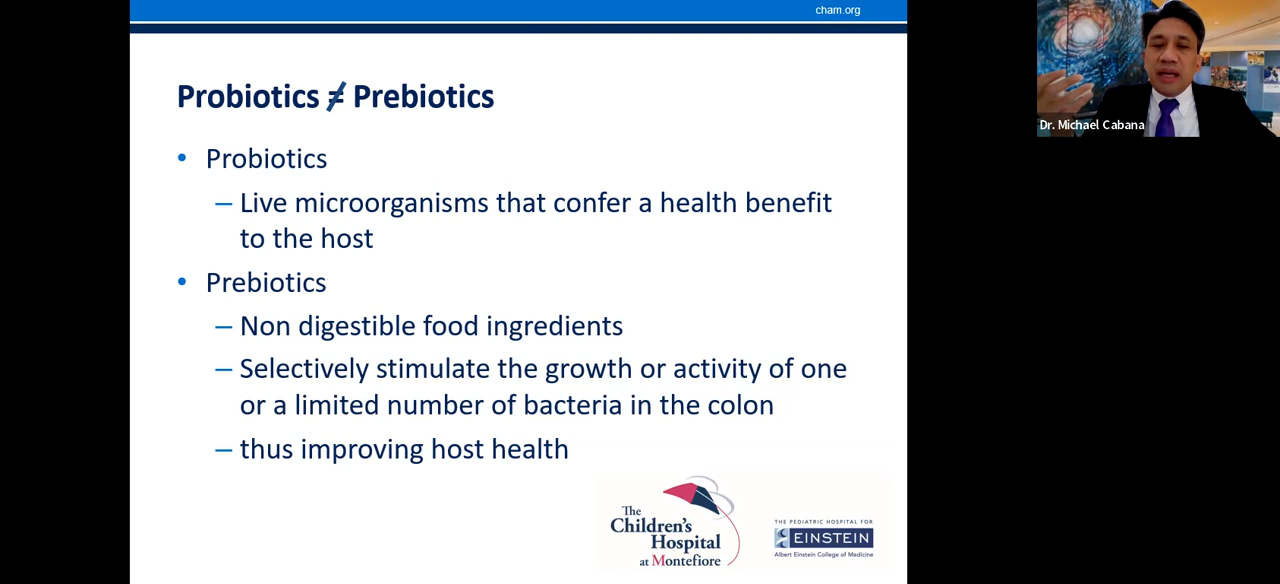 cham.org
Probiotics ≠ Prebiotics
• Probiotics
– Live microorganisms that confer a health benefit
to the host
• Prebiotics
– Non digestible food ingredients
– Selectively stimulate the growth or activity of one
or a limited number of bacteria in the colon
– thus improving host health
The
Children's
Hospital
at Montefiore
THE PEDIATRIC HOSPITAL FOR
EINSTEIN
Albert Einstein College of Medicine
Dr. Michael Cabana